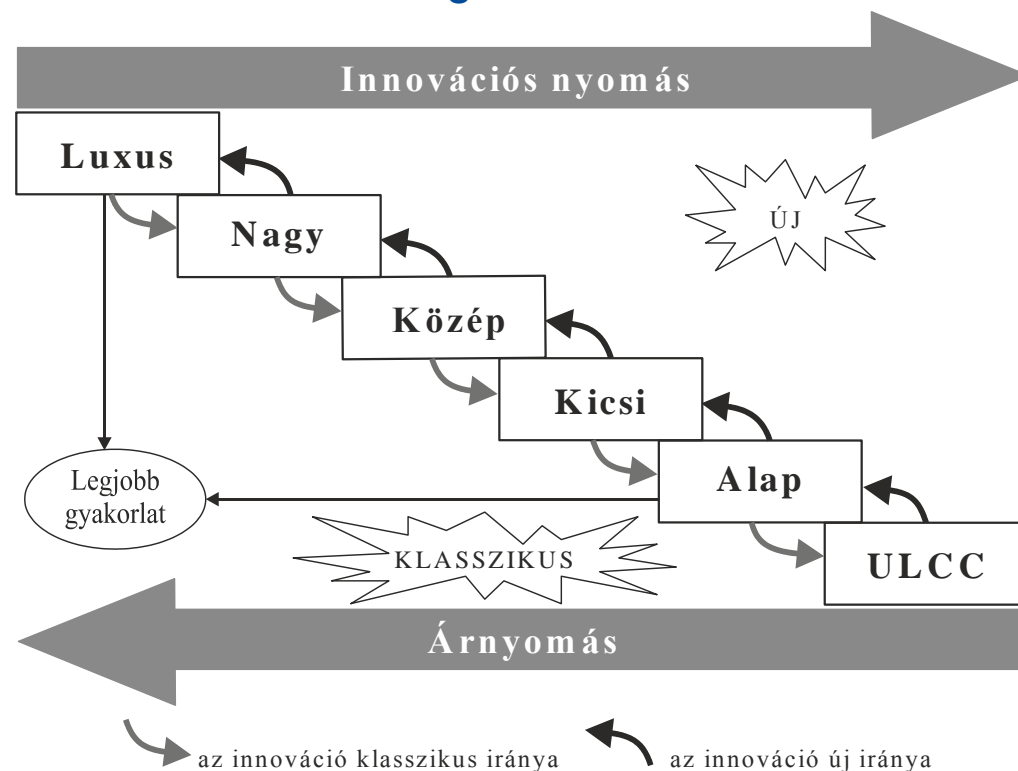 Innovációs nyomás
Luxus
Nagy
ÚJ
Közép
Kicsi
Alap
Legjobb
gyakorlat
KLASSZIKUS
ULCC
Árnyomás
az innováció klasszikus iránya
az innováció új iránya